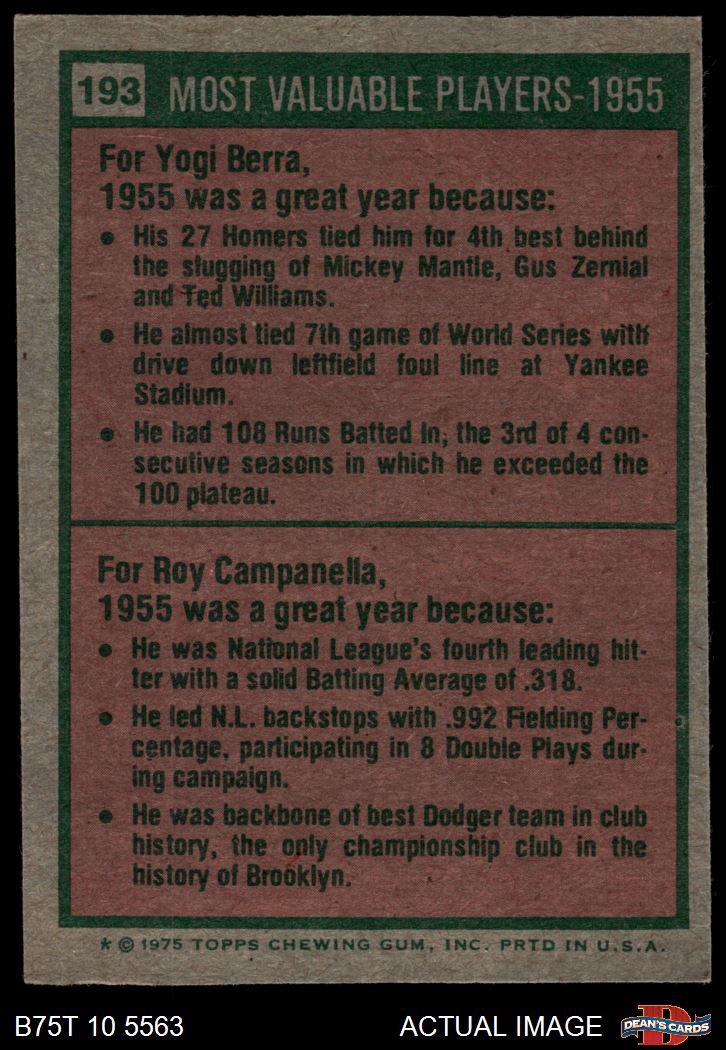 193 MOST VALUABLE PLAYERS-1955
For Yogi Berra,
1955 was a great year because:
• His 27 Homers tied him for 4th best behind
the slugging of Mickey Mantle, Gus Zernial
and Ted Williams.
• He almost tied 7th game of World Series with
drive down leftfield foul line at Yankee
Stadium.
• He had 108 Runs Batted In, the 3rd of 4 con-
secutive seasons in which he exceeded the
100 plateau.
For Roy Campanella,
1955 was a great year because:
• He was National League's fourth leading hit-
ter with a solid Batting Average of .318.
• He led N.L. backstops with .992 Fielding Per-
centage, participating in 8 Double Plays dur-
ing campaign.
• He was backbone of best Dodger team in club
history, the only championship club in the
history of Brooklyn.
* © 1975 TOPPS CHEWING GUM, INC. PRTD IN U.S.A.
B75T 10 5563 ACTUAL IMAGE
D
DEAN'S CARDS